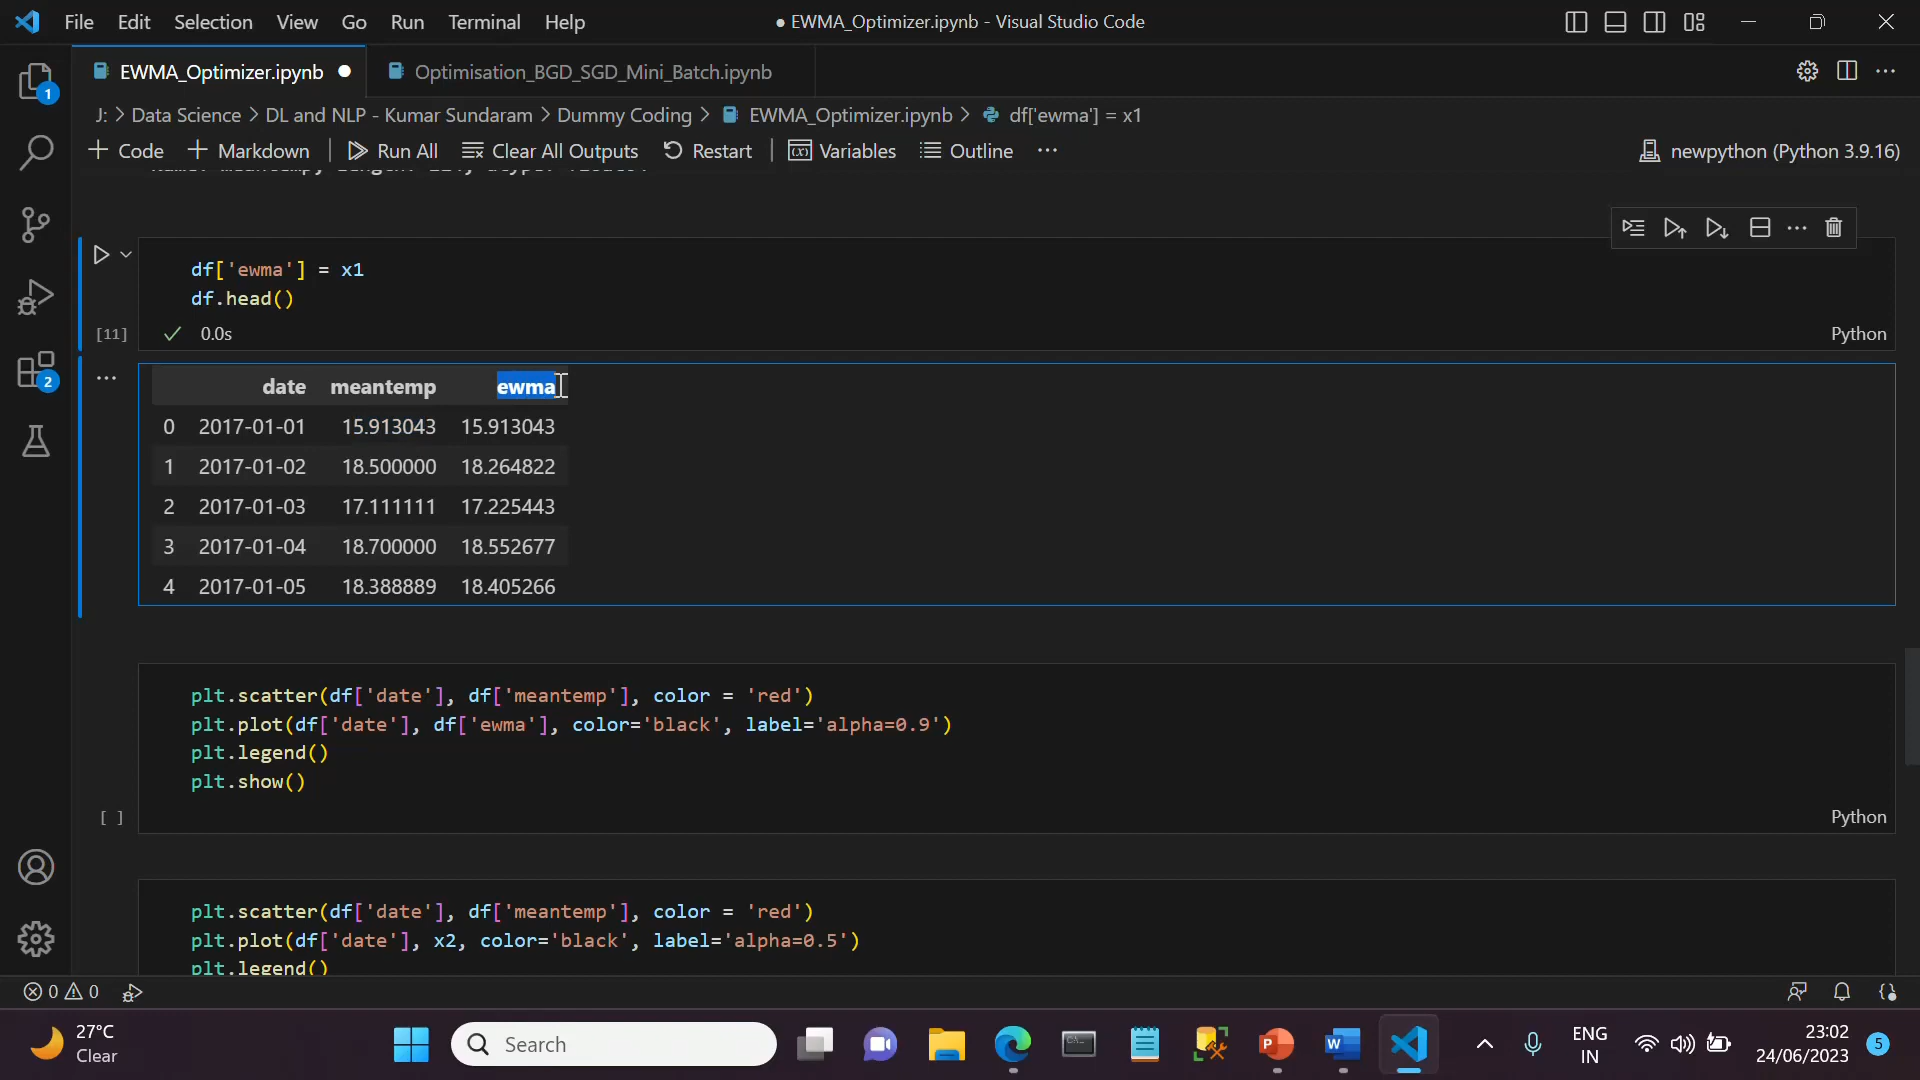 File Edit Selection View Go Run Terminal Help
● EWMA_Optimizer.ipynb - Visual Studio Code
EWMA_Optimizer.ipynb ●
Optimisation_BGD_SGD_Mini_Batch.ipynb
J: > Data Science > DL and NLP - Kumar Sundaram > Dummy Coding > EWMA_Optimizer.ipynb > df['ewma'] = x1
+ Code + Markdown Run All Clear All Outputs Restart Variables Outline ...
newpython (Python 3.9.16)
df['ewma'] = x1
df.head()
[11] ✓ 0.0s
Python
date meantemp ewma
0 2017-01-01 15.913043 15.913043
1 2017-01-02 18.500000 18.264822
2 2017-01-03 17.111111 17.225443
3 2017-01-04 18.700000 18.552677
4 2017-01-05 18.388889 18.405266
plt.scatter(df['date'], df['meantemp'], color = 'red')
plt.plot(df['date'], df['ewma'], color='black', label='alpha=0.9')
plt.legend()
plt.show()
[ ]
Python
plt.scatter(df['date'], df['meantemp'], color = 'red')
plt.plot(df['date'], x2, color='black', label='alpha=0.5')
plt.legend()
1
2
0 0
27°C
Clear
Search
ENG
IN
23:02
24/06/2023
5